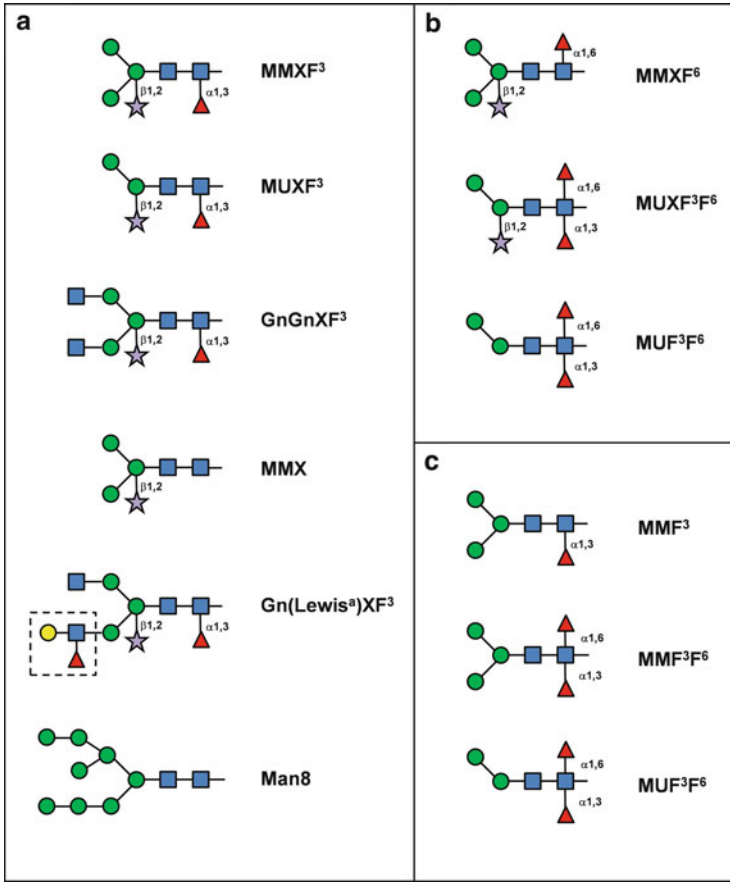 a
MMXF³
β1,2
α1,3
MUXF³
β1,2
α1,3
GnGnXF³
β1,2
α1,3
MMX
β1,2
Gn(Lewisᵃ)XF³
β1,2
α1,3
Man8
b
α1,6
MMXF⁶
β1,2
α1,6
MUXF³F⁶
β1,2
α1,3
α1,6
MUF³F⁶
α1,3
c
MMF³
α1,3
α1,6
MMF³F⁶
α1,3
α1,6
MUF³F⁶
α1,3